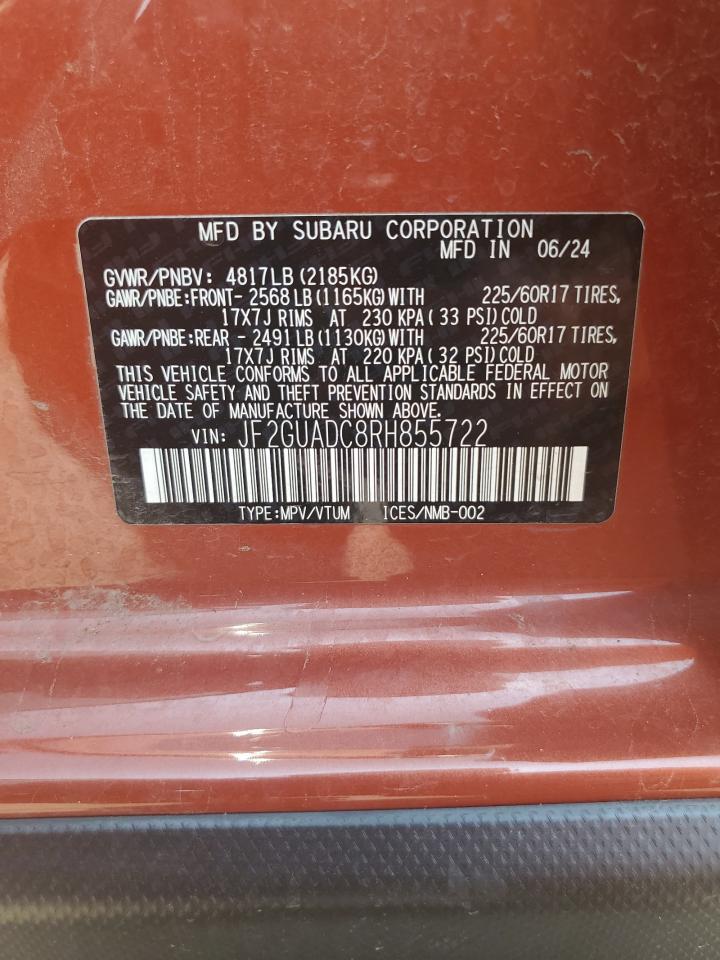 MFD BY SUBARU CORPORATION
MFD IN 06/24
GVWR/PNBV: 4817LB (2185KG)
GAWR/PNBE:FRONT- 2568 LB (1165KG) WITH 225/60R17 TIRES,
17X7J RIMS AT 230 KPA ( 33 PSI) COLD
GAWR/PNBE:REAR - 2491 LB (1130KG) WITH 225/60R17 TIRES,
17X7J RIMS AT 220 KPA ( 32 PSI) COLD
THIS VEHICLE CONFORMS TO ALL APPLICABLE FEDERAL MOTOR
VEHICLE SAFETY AND THEFT PREVENTION STANDARDS IN EFFECT ON
THE DATE OF MANUFACTURE SHOWN ABOVE.
VIN: JF2GUADC8RH855722
TYPE:MPV/VTUM ICES/NMB-002